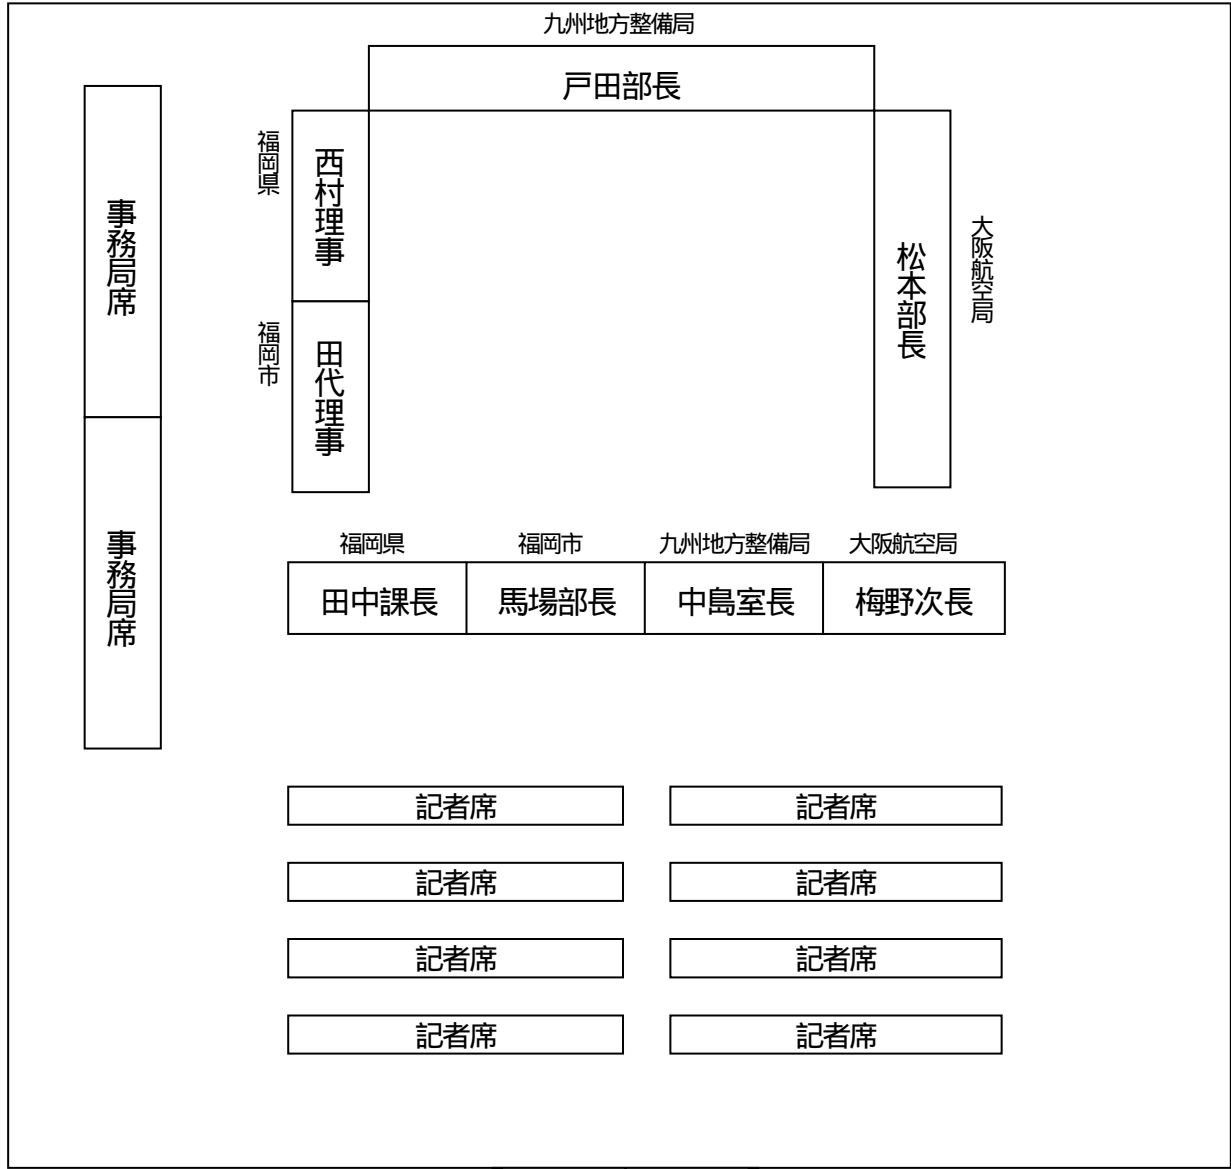 九州地方整備局
戸田部長
福岡県
西村理事
福岡市
田代理事
松本部長
大阪航空局
事務局席
事務局席
福岡県
福岡市
九州地方整備局
大阪航空局
田中課長
馬場部長
中島室長
梅野次長
記者席
記者席
記者席
記者席
記者席
記者席
記者席
記者席